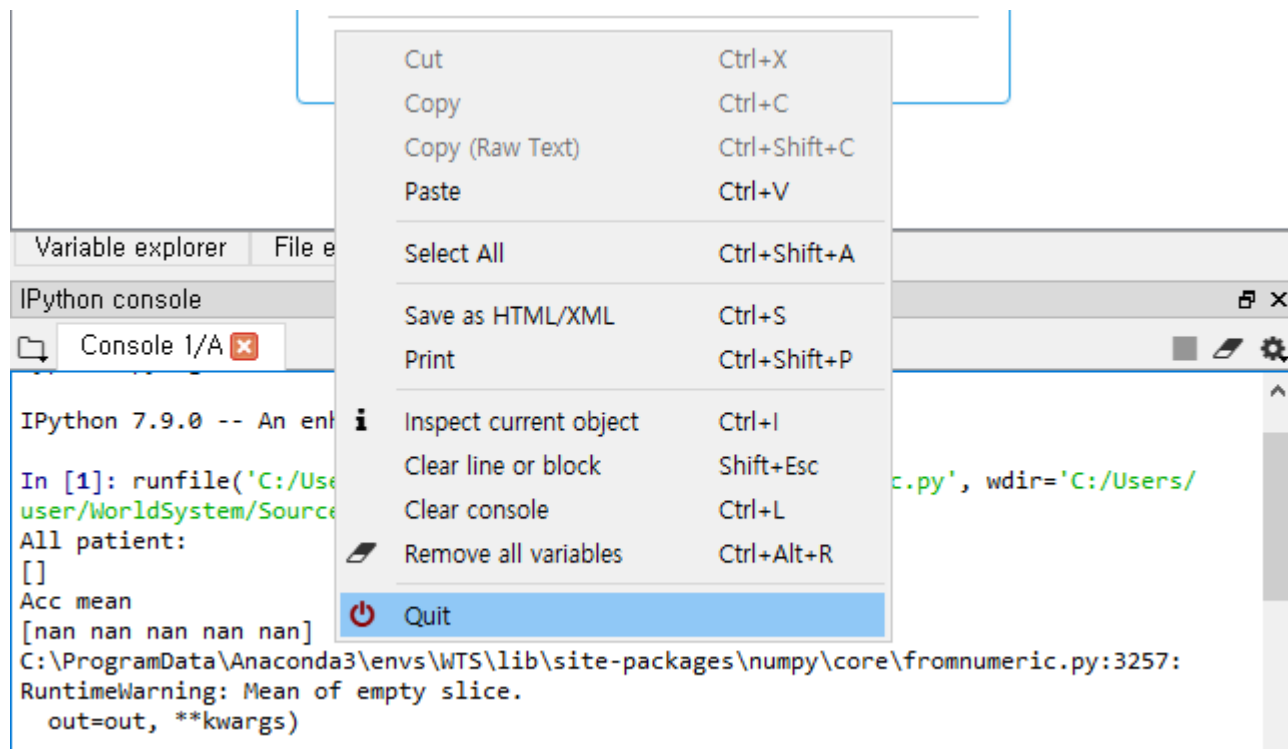 Cut Ctrl+X
Copy Ctrl+C
Copy (Raw Text) Ctrl+Shift+C
Paste Ctrl+V
Select All Ctrl+Shift+A
Save as HTML/XML Ctrl+S
Print Ctrl+Shift+P
Inspect current object Ctrl+I
Clear line or block Shift+Esc
Clear console Ctrl+L
Remove all variables Ctrl+Alt+R
Quit
Variable explorer File e
IPython console
Console 1/A
IPython 7.9.0 -- An enh
In [1]: runfile('C:/Use c.py', wdir='C:/Users/
user/WorldSystem/Source
All patient:
[]
Acc mean
[nan nan nan nan nan]
C:\ProgramData\Anaconda3\envs\WTS\lib\site-packages\numpy\core\fromnumeric.py:3257:
RuntimeWarning: Mean of empty slice.
out=out, **kwargs)